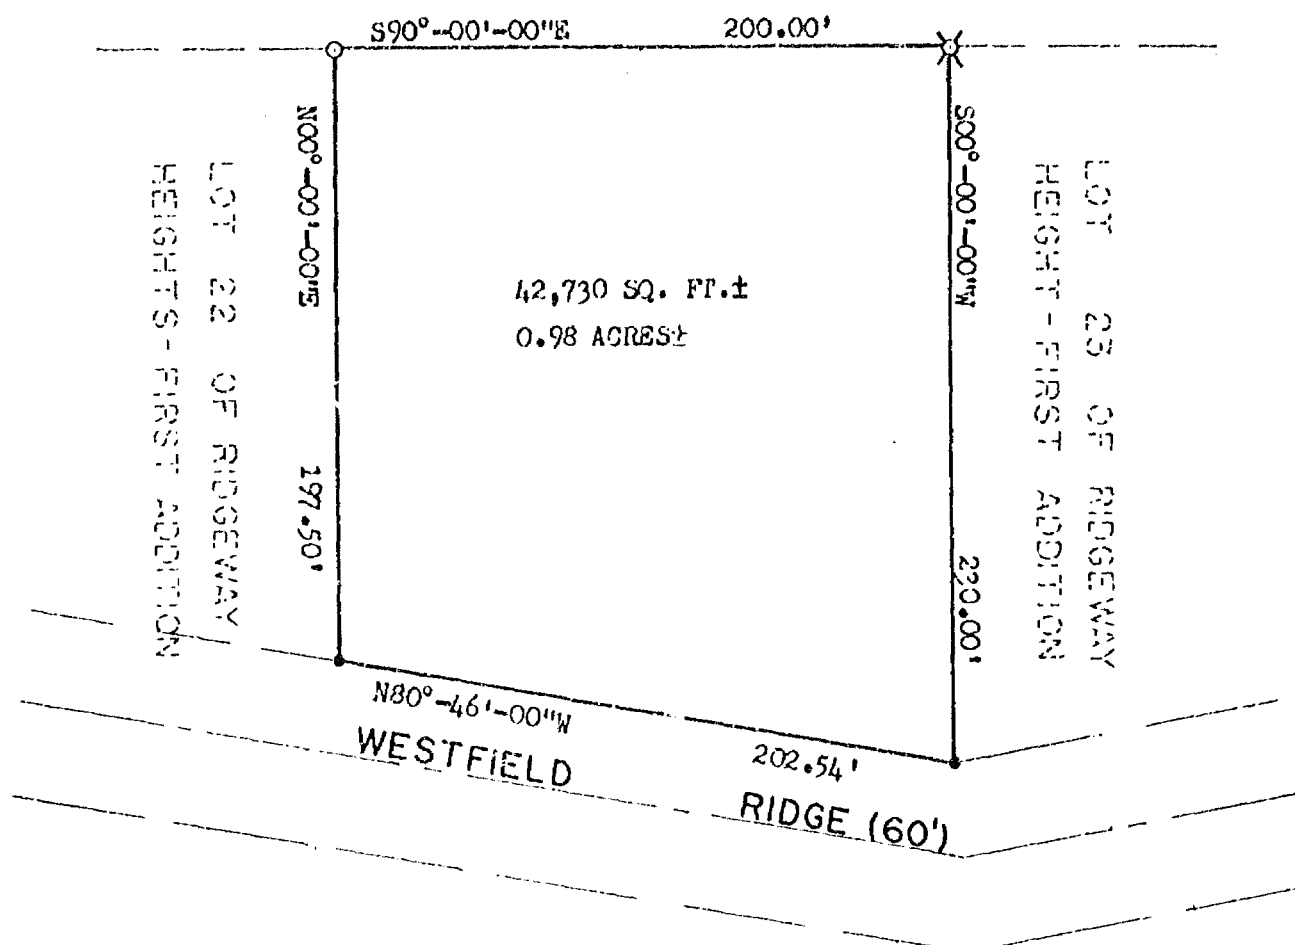 S90°-00'-00"E 200.00'
N00°-00'-00"E
197.50'
S00°-00'-00"W
220.00'
LOT 22 OF RIDGEWAY
HEIGHTS-FIRST ADDITION
42,730 SQ. FT.±
0.98 ACRES±
LOT 23 OF RIDGEWAY
HEIGHT-FIRST ADDITION
N80°-46'-00"W
202.54'
WESTFIELD
RIDGE (60')